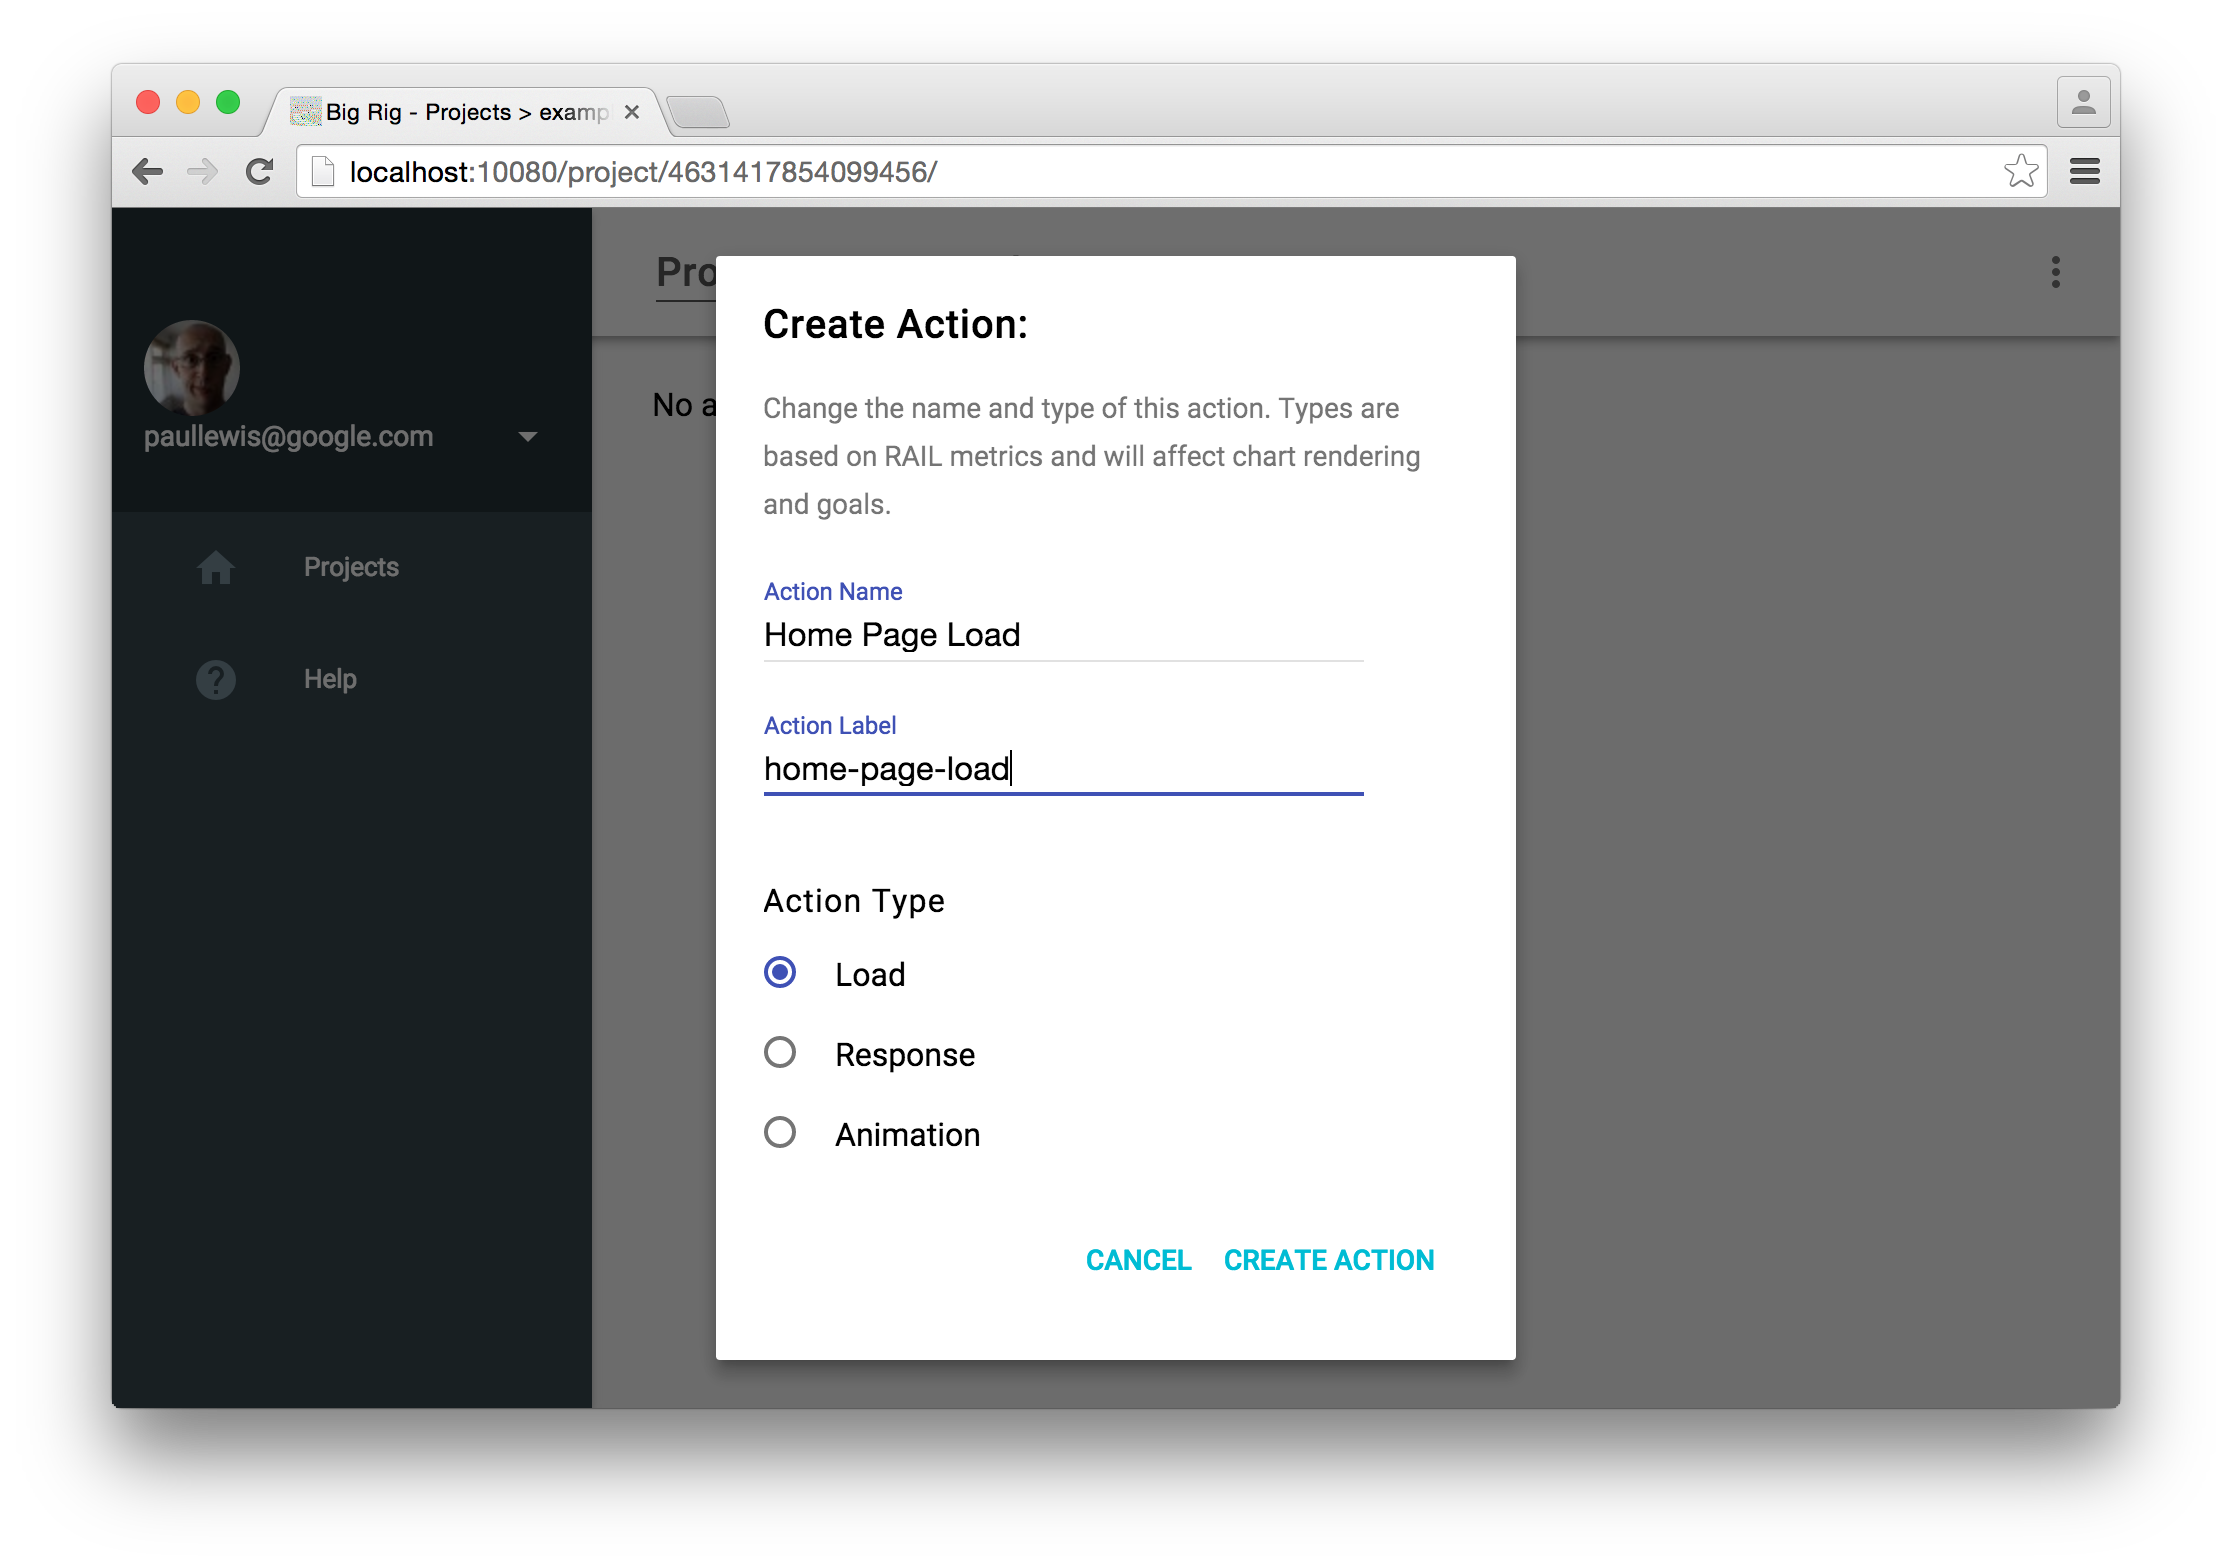 Big Rig - Projects > examp
localhost:10080/project/4631417854099456/
Pro
Create Action:
No a
Change the name and type of this action. Types are
based on RAIL metrics and will affect chart rendering
and goals.
paullewis@google.com
Projects
Help
Action Name
Home Page Load
Action Label
home-page-load
Action Type
Load
Response
Animation
CANCEL CREATE ACTION